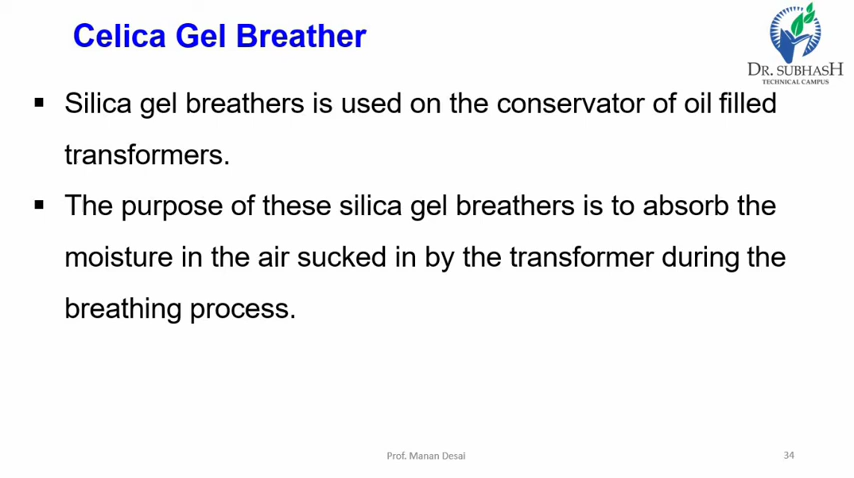 Celica Gel Breather
DR. SUBHASH
TECHNICAL CAMPUS
▪ Silica gel breathers is used on the conservator of oil filled
transformers.
▪ The purpose of these silica gel breathers is to absorb the
moisture in the air sucked in by the transformer during the
breathing process.
Prof. Manan Desai
34